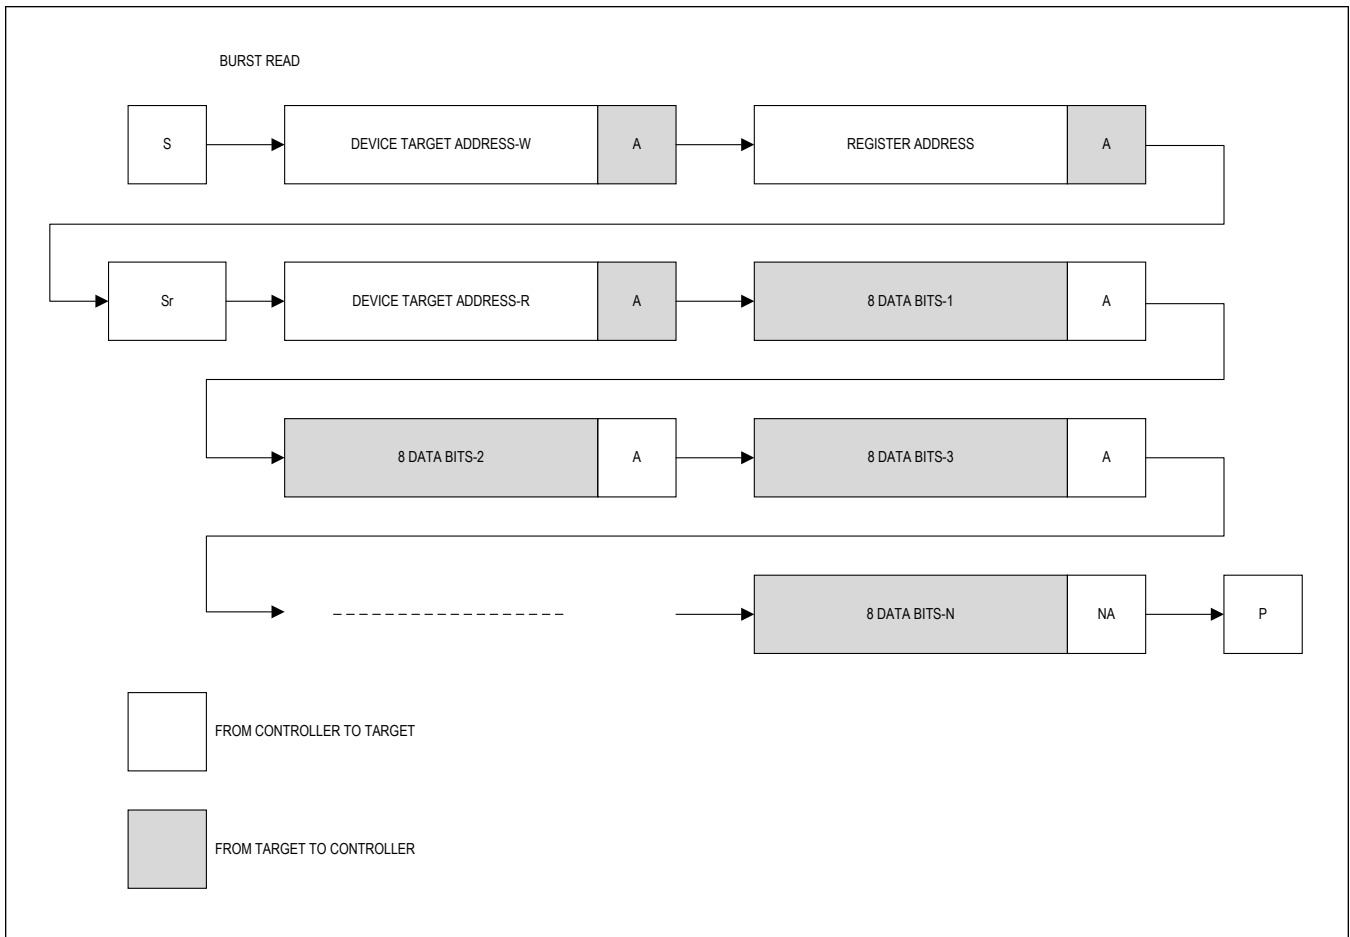 BURST READ
S
DEVICE TARGET ADDRESS-W
A
REGISTER ADDRESS
A
Sr
DEVICE TARGET ADDRESS-R
A
8 DATA BITS-1
A
8 DATA BITS-2
A
8 DATA BITS-3
A
8 DATA BITS-N
NA
P
FROM CONTROLLER TO TARGET
FROM TARGET TO CONTROLLER